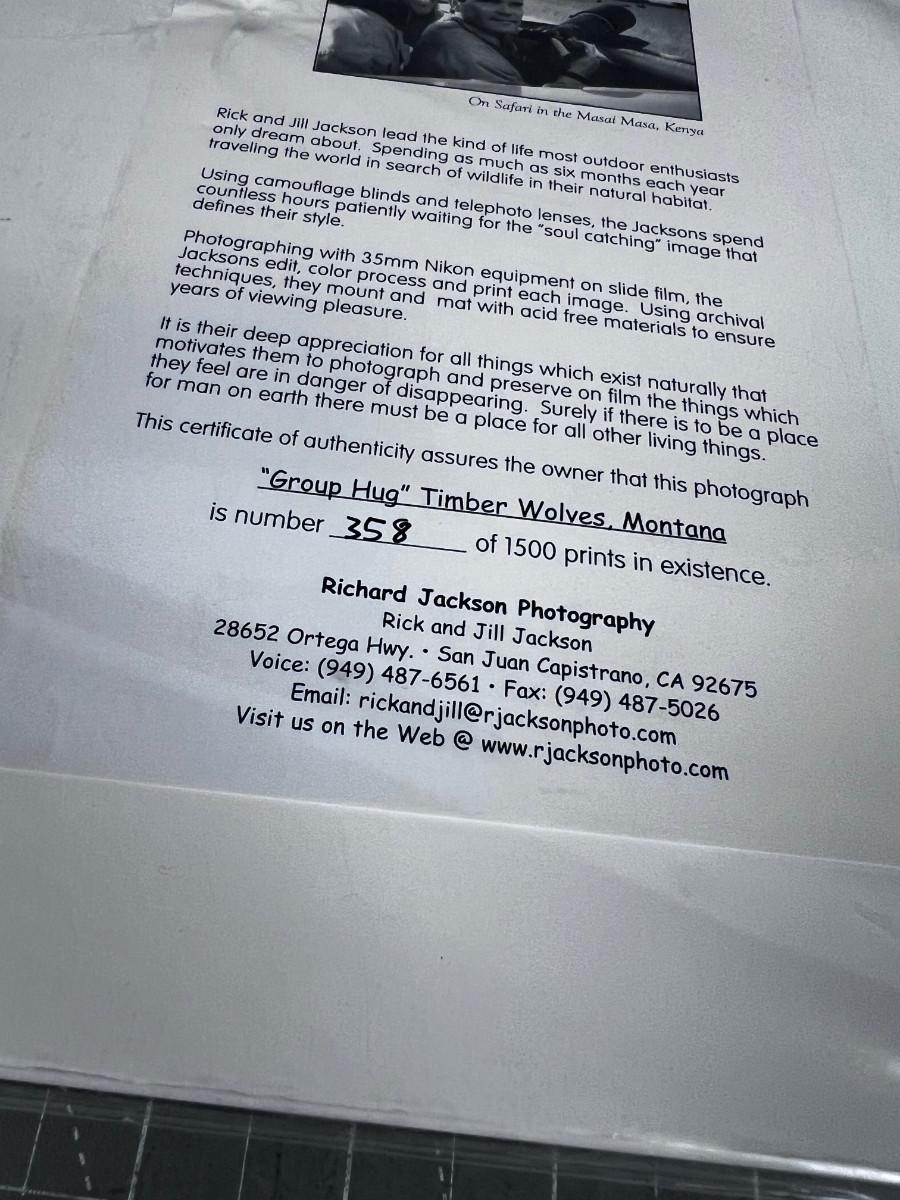 On Safari in the Masai Masa, Kenya
Rick and Jill Jackson lead the kind of life most outdoor enthusiasts
only dream about. Spending as much as six months each year
traveling the world in search of wildlife in their natural habitat.
Using camouflage blinds and telephoto lenses, the Jacksons spend
countless hours patiently waiting for the "soul catching" image that
defines their style.
Photographing with 35mm Nikon equipment on slide film, the
Jacksons edit, color process and print each image. Using archival
techniques, they mount and mat with acid free materials to ensure
years of viewing pleasure.
It is their deep appreciation for all things which exist naturally that
motivates them to photograph and preserve on film the things which
they feel are in danger of disappearing. Surely if there is to be a place
for man on earth there must be a place for all other living things.
This certificate of authenticity assures the owner that this photograph
"Group Hug" Timber Wolves, Montana
is number 358 of 1500 prints in existence.
Richard Jackson Photography
Rick and Jill Jackson
28652 Ortega Hwy. • San Juan Capistrano, CA 92675
Voice: (949) 487-6561 • Fax: (949) 487-5026
Email: rickandjill@rjacksonphoto.com
Visit us on the Web @ www.rjacksonphoto.com